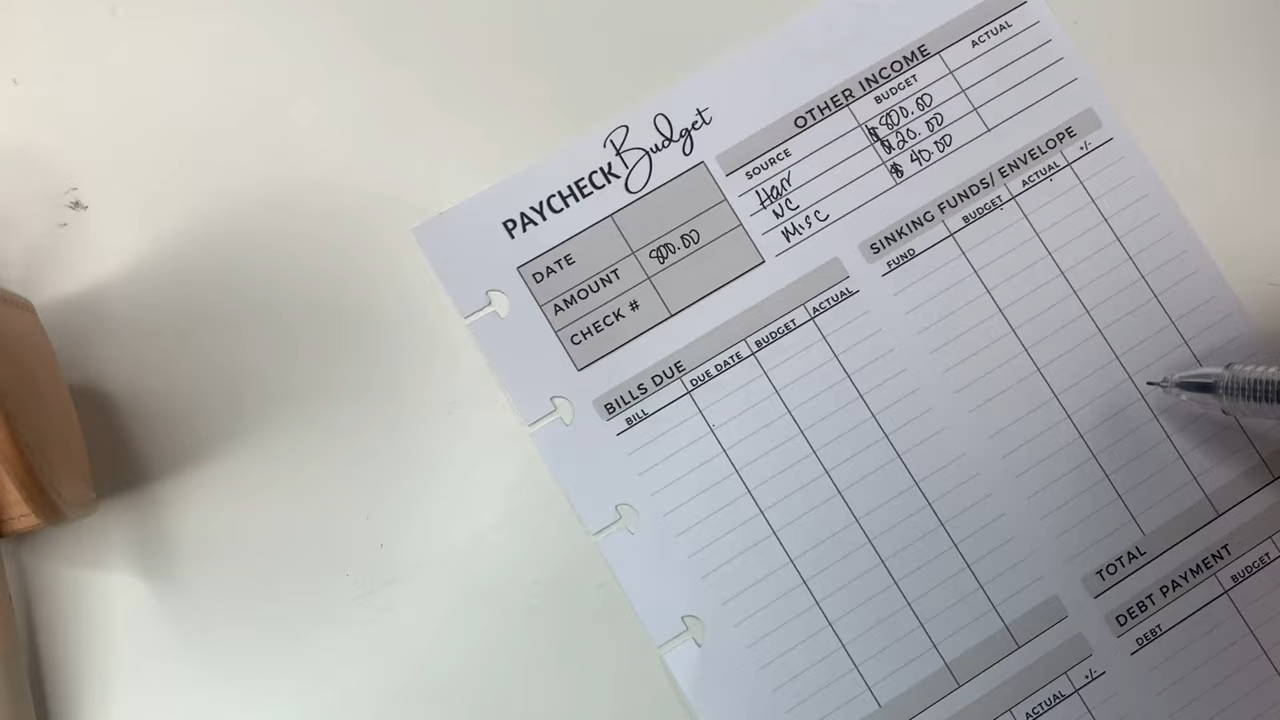 PAYCHECK Budget
DATE
AMOUNT 800.00
CHECK #
OTHER INCOME
SOURCE BUDGET ACTUAL
Harr $800.00
NC $120.00
Misc $ 40.00
BILLS DUE
BILL DUE DATE BUDGET ACTUAL
SINKING FUNDS/ ENVELOPE
FUND BUDGET ACTUAL +/-
TOTAL
DEBT PAYMENT
DEBT BUDGET
ACTUAL +/-